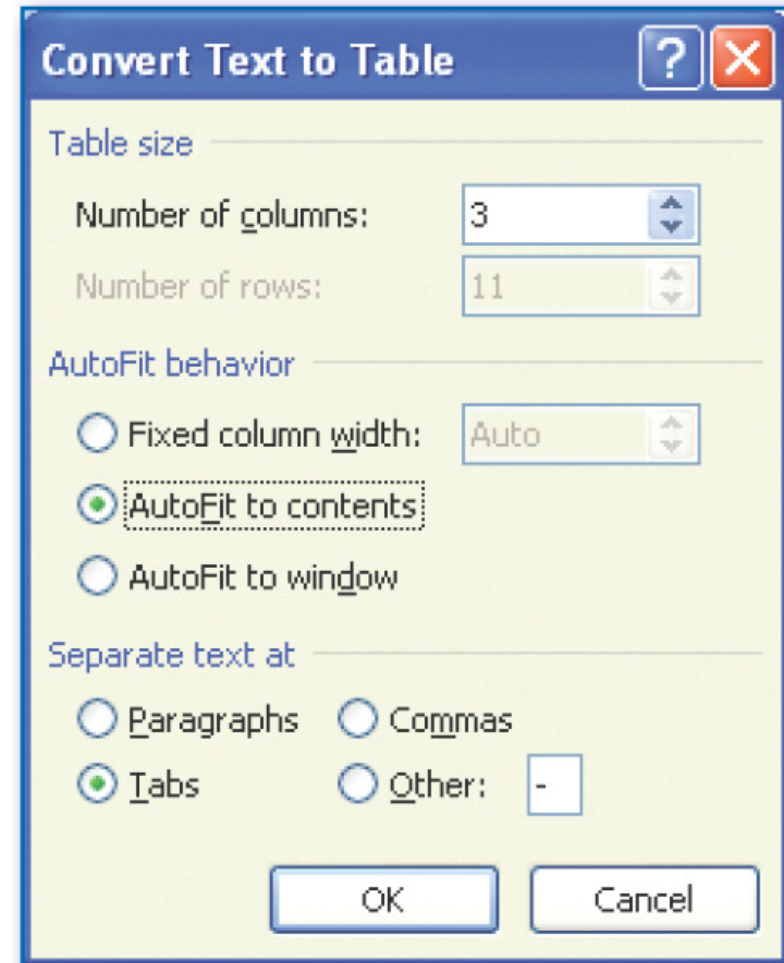 Convert Text to Table ?
Table size
Number of columns: 3
Number of rows: 11
AutoFit behavior
Fixed column width: Auto
AutoFit to contents
AutoFit to window
Separate text at
Paragraphs Commas
Tabs Other: -
OK Cancel